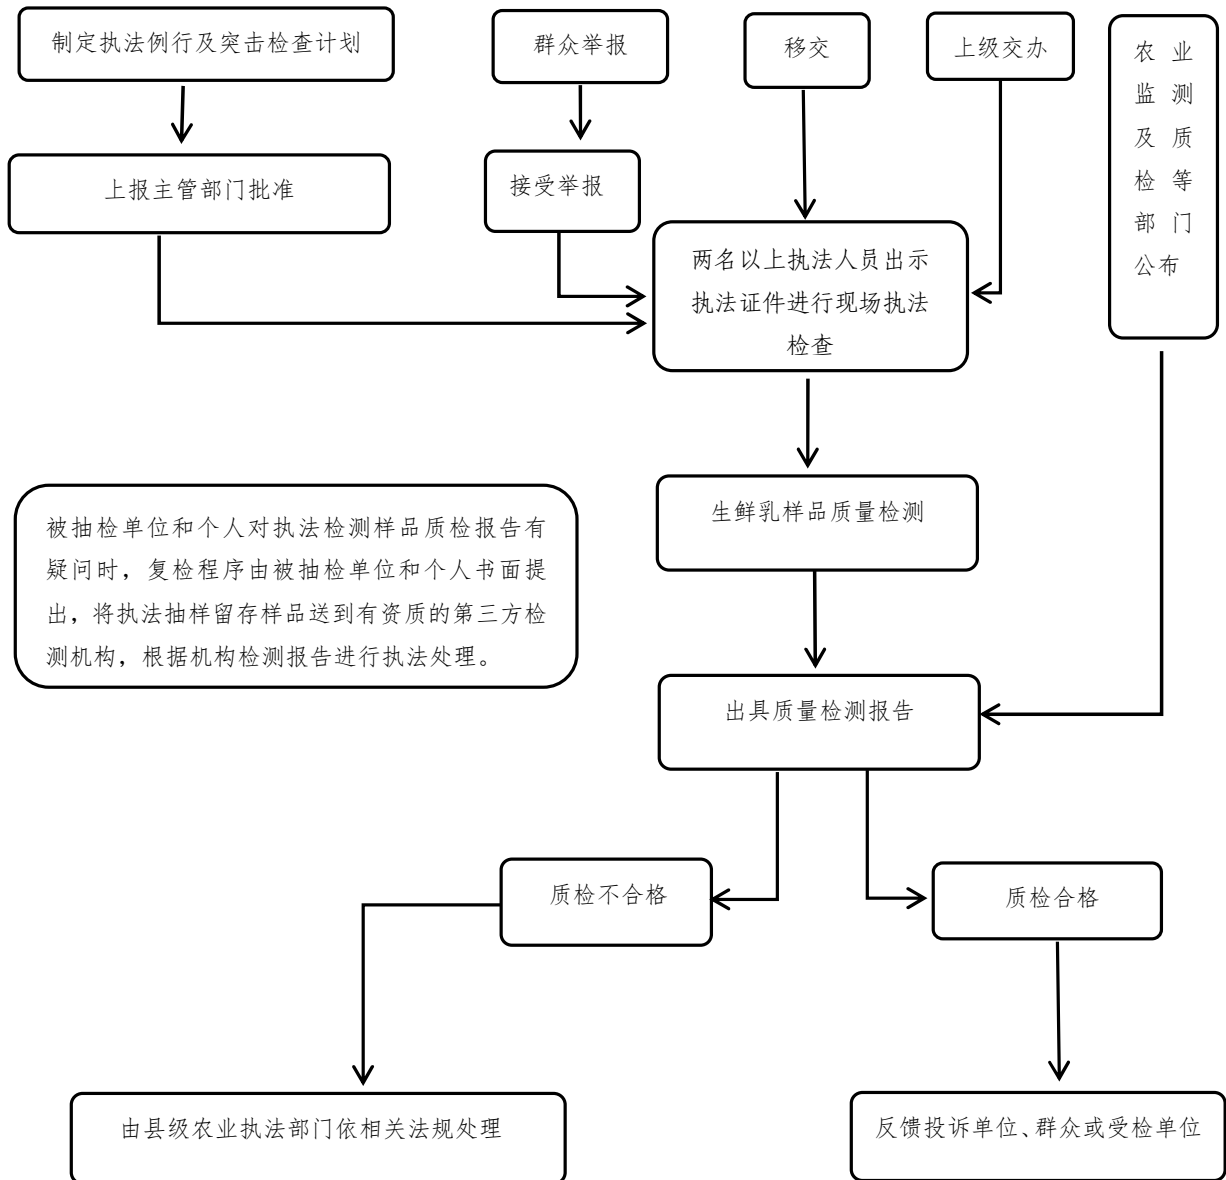 制定执法例行及突击检查计划
群众举报
移交
上级交办
农业
监测
及质
检等
部门
公布
上报主管部门批准
接受举报
两名以上执法人员出示
执法证件进行现场执法
检查
生鲜乳样品质量检测
被抽检单位和个人对执法检测样品质检报告有
疑问时，复检程序由被抽检单位和个人书面提
出，将执法抽样留存样品送到有资质的第三方检
测机构，根据机构检测报告进行执法处理。
出具质量检测报告
质检不合格
质检合格
由县级农业执法部门依相关法规处理
反馈投诉单位、群众或受检单位